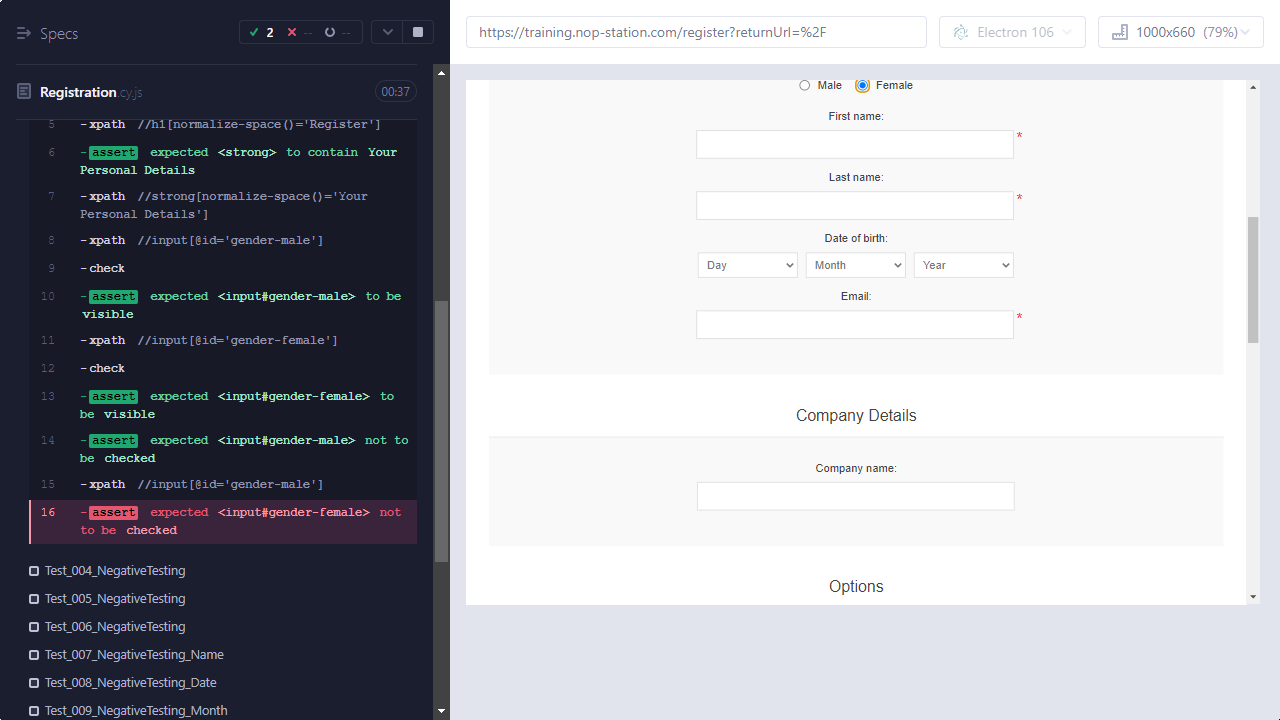 Specs
2
--
--
Registration.cy.js
00:37
5 -xpath //h1[normalize-space()='Register']
6 -assert expected <strong> to contain Your
Personal Details
7 -xpath //strong[normalize-space()='Your
Personal Details']
8 -xpath //input[@id='gender-male']
9 -check
10 -assert expected <input#gender-male> to be
visible
11 -xpath //input[@id='gender-female']
12 -check
13 -assert expected <input#gender-female> to
be visible
14 -assert expected <input#gender-male> not to
be checked
15 -xpath //input[@id='gender-male']
16 -assert expected <input#gender-female> not
to be checked
Test_004_NegativeTesting
Test_005_NegativeTesting
Test_006_NegativeTesting
Test_007_NegativeTesting_Name
Test_008_NegativeTesting_Date
Test_009_NegativeTesting_Month
https://training.nop-station.com/register?returnUrl=%2F
Electron 106
1000x660 (79%)
Male Female
First name:
*
Last name:
*
Date of birth:
Day Month Year
Email:
*
Company Details
Company name:
Options